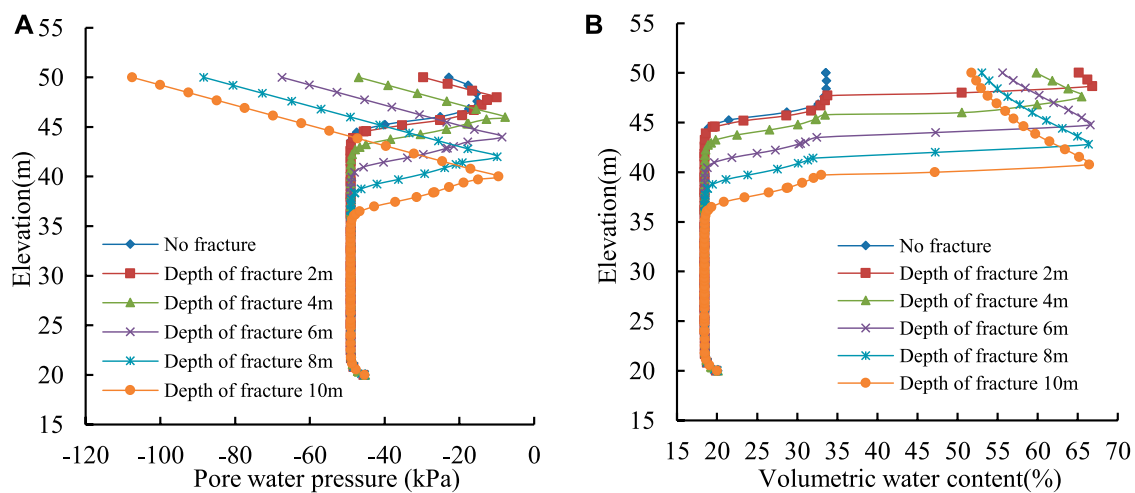 A
55
50
45
40
35
30
25
20
15
Elevation(m)
No fracture
Depth of fracture 2m
Depth of fracture 4m
Depth of fracture 6m
Depth of fracture 8m
Depth of fracture 10m
-120 -100 -80 -60 -40 -20 0
Pore water pressure (kPa)
B
55
50
45
40
35
30
25
20
15
Elevation(m)
No fracture
Depth of fracture 2m
Depth of fracture 4m
Depth of fracture 6m
Depth of fracture 8m
Depth of fracture 10m
15 20 25 30 35 40 45 50 55 60 65 70
Volumetric water content(%)